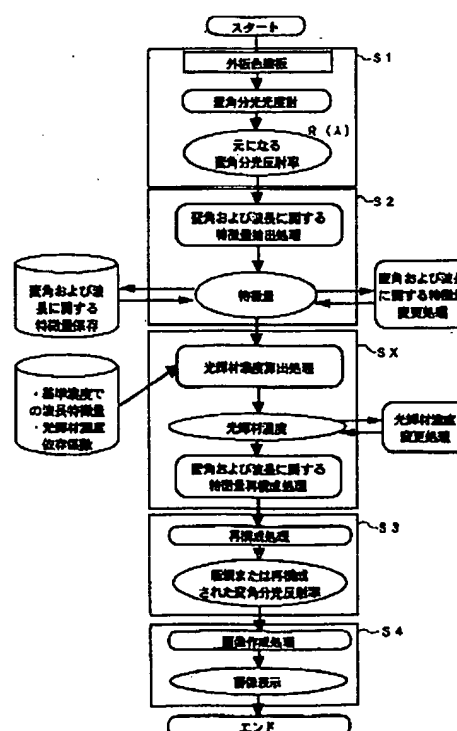 スタート
S1
外板色塗板
変角分光光度計
R (λ)
元になる
変角分光反射率
S2
変角および波長に関する
特徴量抽出処理
変角および波
長に関する
特徴量保存
特徴量
変角および波長
に関する特徴量
変更処理
SX
・基準濃度で
の波長特徴量
・光輝材濃度
依存係数
光輝材濃度算出処理
光輝材濃度
光輝材濃度
変更処理
変角および波長に関する
特徴量再構成処理
S3
再構成処理
または再構成
された変角分光反射率
S4
画像作成処理
画像表示
エンド